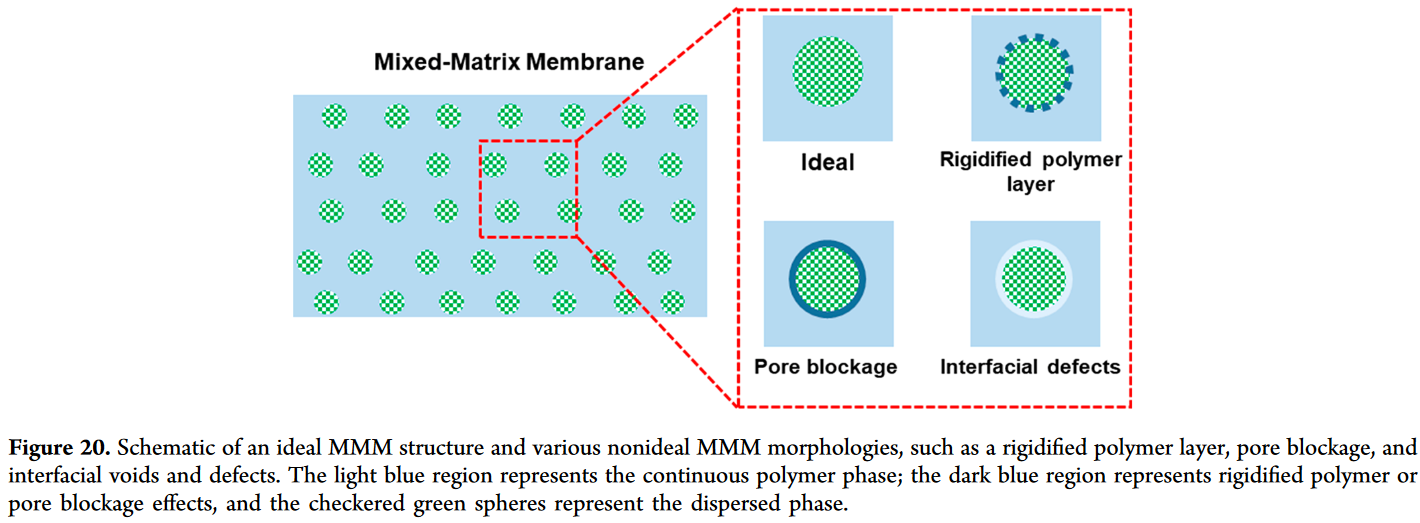 Mixed-Matrix Membrane
Ideal
Rigidified polymer
layer
Pore blockage
Interfacial defects
Figure 20. Schematic of an ideal MMM structure and various nonideal MMM morphologies, such as a rigidified polymer layer, pore blockage, and
interfacial voids and defects. The light blue region represents the continuous polymer phase; the dark blue region represents rigidified polymer or
pore blockage effects, and the checkered green spheres represent the dispersed phase.